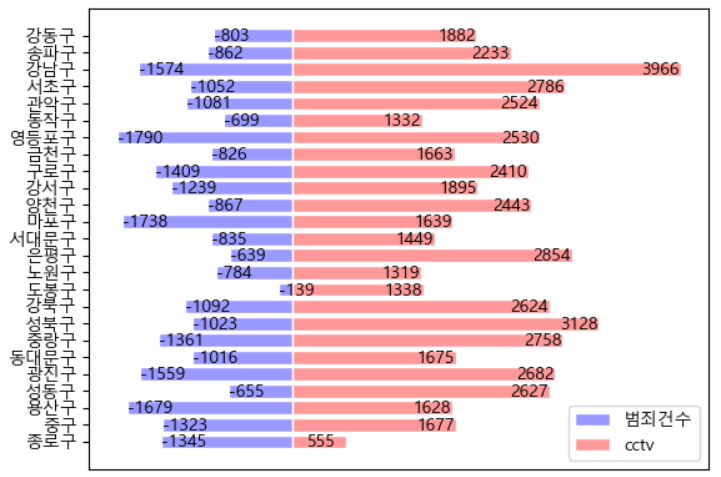 강동구 -803 1882
송파구 -862 2233
강남구 -1574 3966
서초구 -1052 2786
관악구 -1081 2524
동작구 -699 1332
영등포구 -1790 2530
금천구 -826 1663
구로구 -1409 2410
강서구 -1239 1895
양천구 -867 2443
마포구 -1738 1639
서대문구 -835 1449
은평구 -639 2854
노원구 -784 1319
도봉구 -139 1338
강북구 -1092 2624
성북구 -1023 3128
중랑구 -1361 2758
동대문구 -1016 1675
광진구 -1559 2682
성동구 -655 2627
용산구 -1679 1628
중구 -1323 1677
종로구 -1345 555
범죄건수
cctv